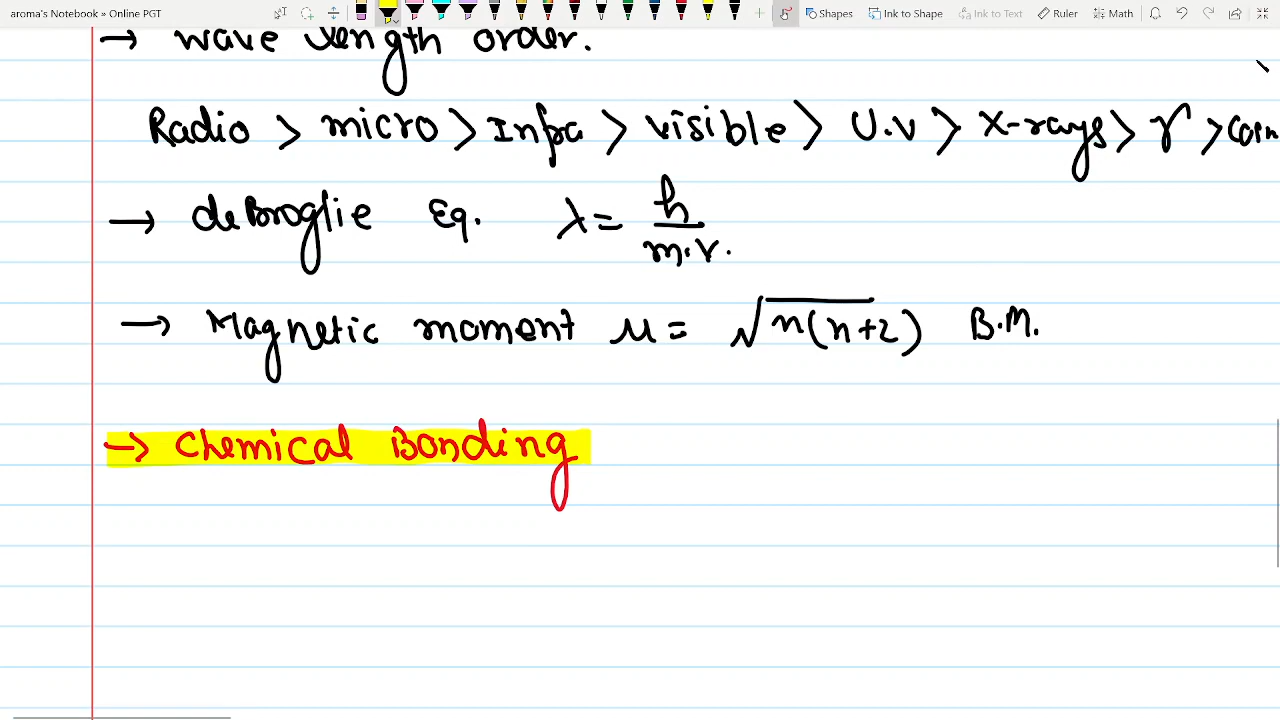 aroma's Notebook » Online PGT
Shapes Ink to Shape Ink to Text Ruler Math
→ wave length order.
Radio > micro > Infra > visible > U.V > X-rays > γ >
→ deBroglie Eq. λ = h / m.v.
→ Magnetic moment μ = √n(n+2) B.M.
→ Chemical Bonding